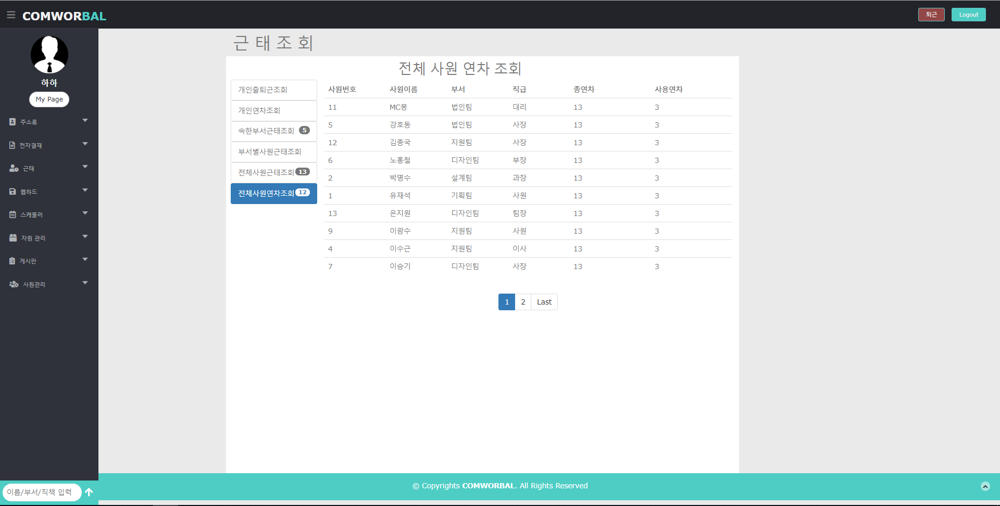 COMWORBAL
퇴근
Logout
하하
My Page
주소록
전자결재
근태
웹하드
스케줄러
자원 관리
게시판
사원관리
이름/부서/직책 입력
근 태 조 회
전체 사원 연차 조회
개인출퇴근조회
개인연차조회
속한부서근태조회 5
부서별사원근태조회
전체사원근태조회 13
전체사원연차조회 12
사원번호 사원이름 부서 직급 총연차 사용연차
11 MC몽 법인팀 대리 13 3
5 강호동 법인팀 사장 13 3
12 김종국 지원팀 사장 13 3
6 노홍철 디자인팀 부장 13 3
2 박명수 설계팀 과장 13 3
1 유재석 기획팀 사원 13 3
13 은지원 디자인팀 팀장 13 3
9 이광수 지원팀 사원 13 3
4 이수근 지원팀 이사 13 3
7 이승기 디자인팀 사장 13 3
1 2 Last
© Copyrights COMWORBAL. All Rights Reserved